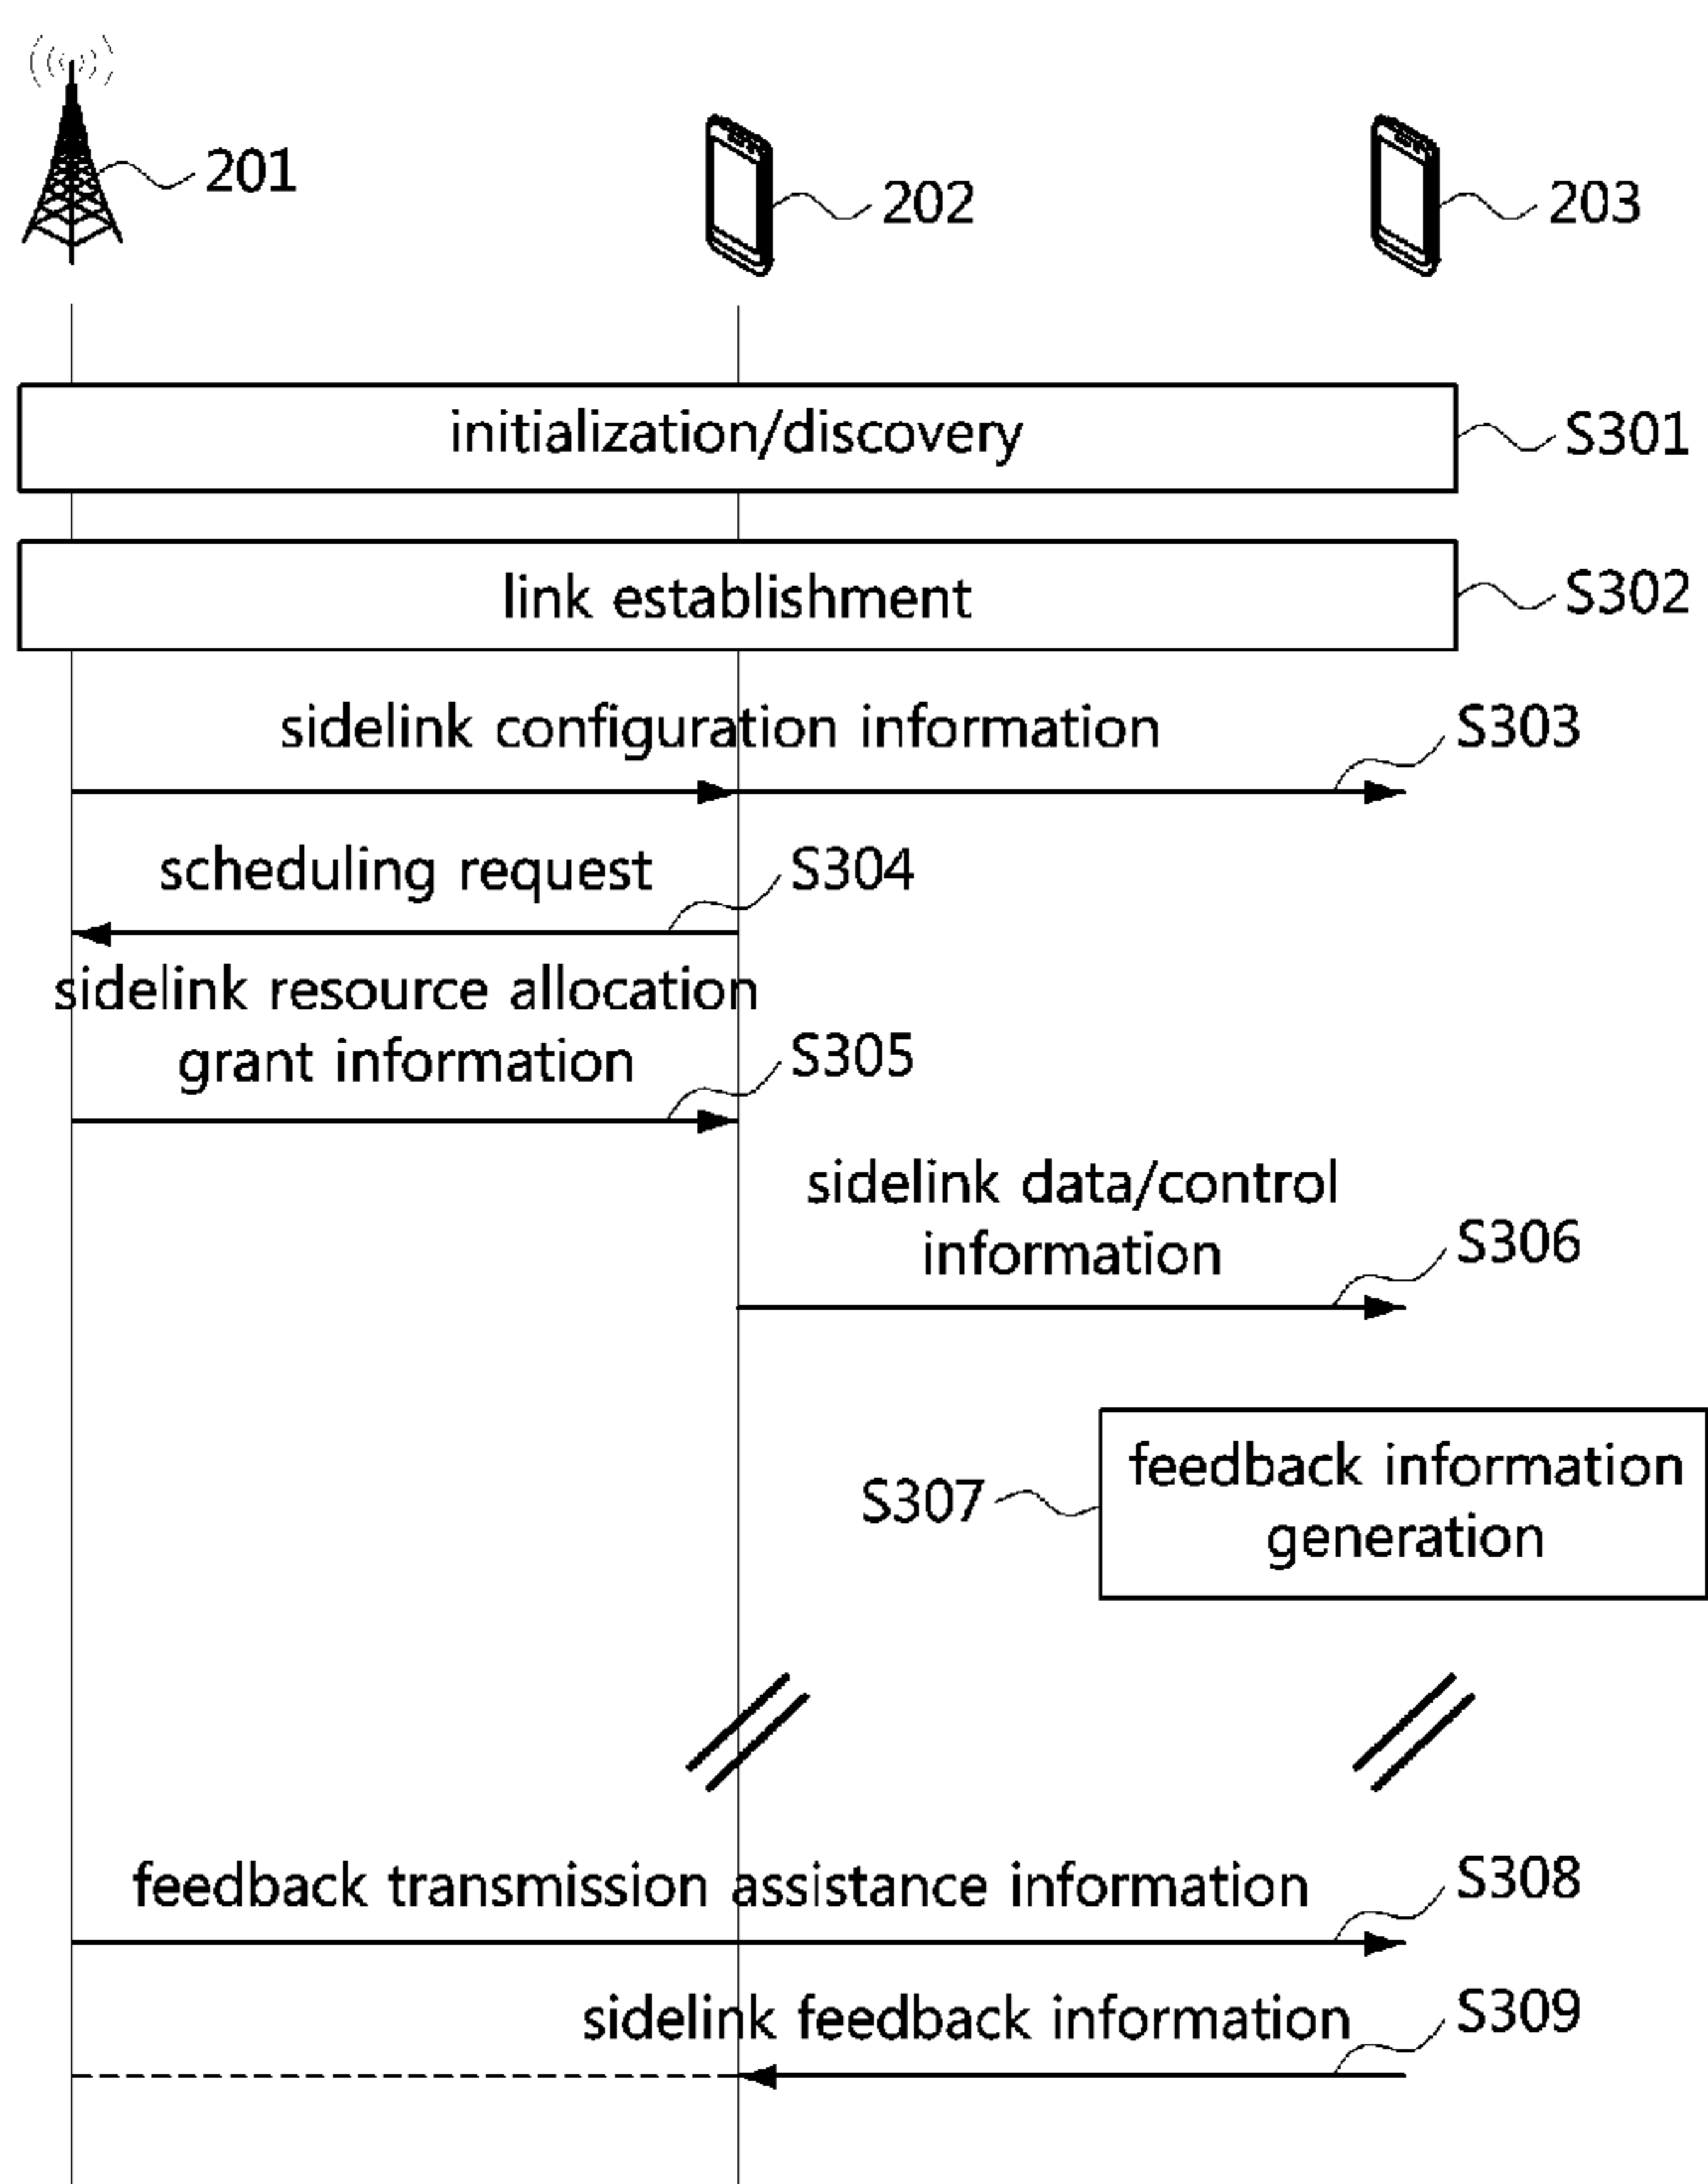 201
202
203
initialization/discovery
S301
link establishment
S302
sidelink configuration information
S303
scheduling request
S304
sidelink resource allocation
grant information
S305
sidelink data/control
information
S306
feedback information
generation
S307
feedback transmission assistance information
S308
sidelink feedback information
S309